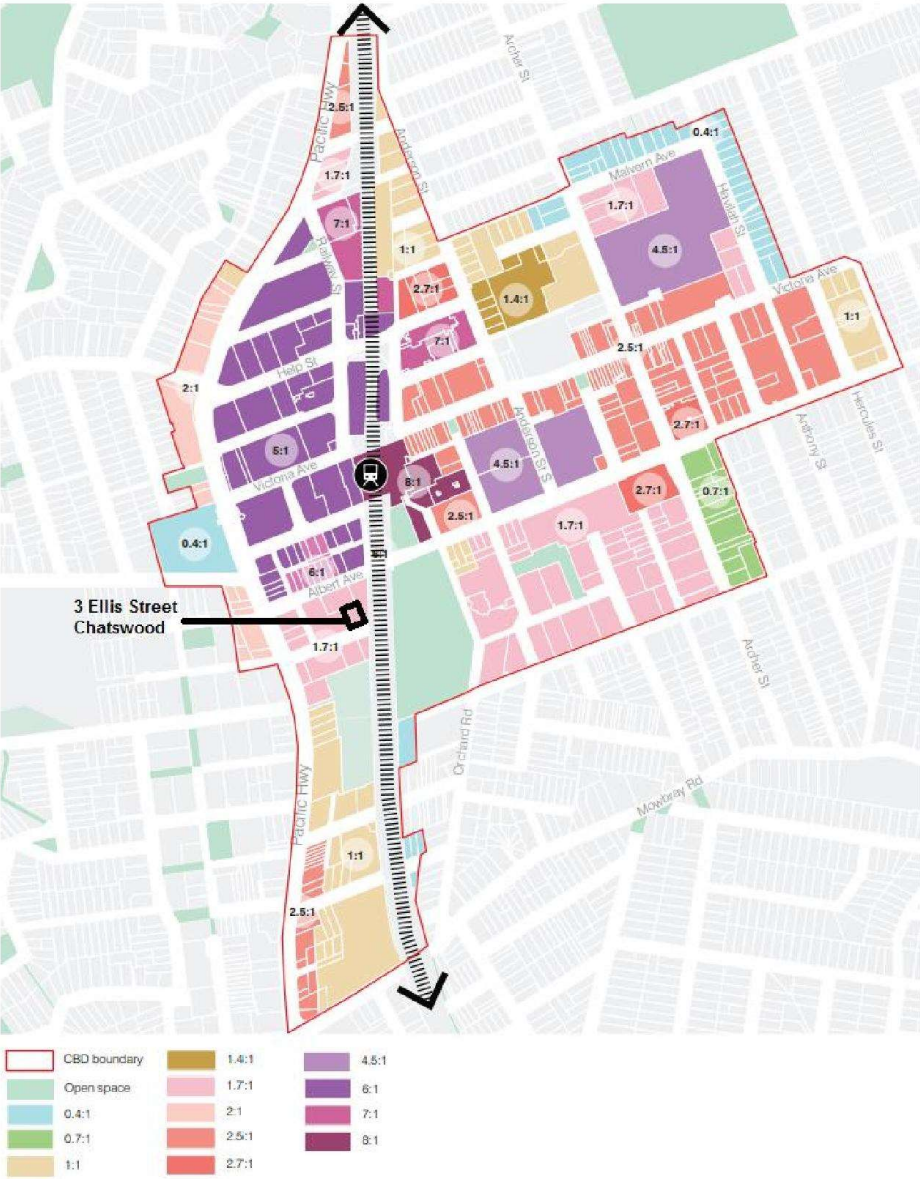 Archer St
Pacific Hwy
2.5:1
0.4:1
Anderson St
Malvern Ave
1.7:1
1.7:1
Havilah St
7:1
Railway St
1:1
4.5:1
2.7:1
Victoria Ave
1.4:1
1:1
7:1
2.5:1
Help St
2:1
Hercules St
Anderson St S
2.7:1
Anthony St
5:1
4.5:1
Victoria Ave
8:1
2.7:1
0.7:1
2.5:1
1.7:1
0.4:1
6:1
Albert Ave
3 Ellis Street
Chatswood
1.7:1
Archer St
Orchard Rd
Mowbray Rd
Pacific Hwy
1:1
2.5:1
CBD boundary
Open space
0.4:1
0.7:1
1:1
1.4:1
1.7:1
2:1
2.5:1
2.7:1
4.5:1
6:1
7:1
8:1